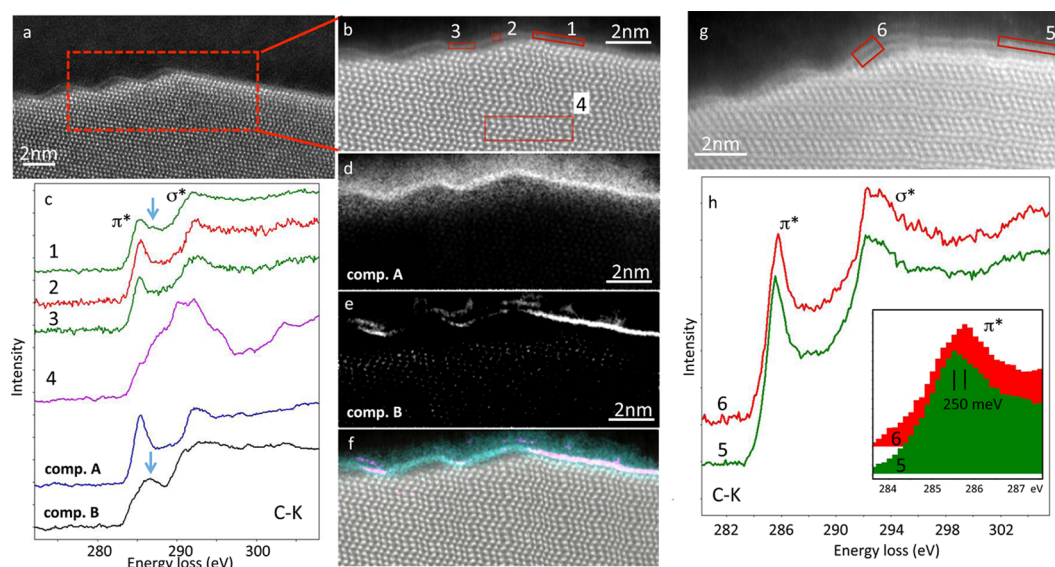 a
2nm
b
3
2
1
2nm
4
g
6
5
2nm
d
comp. A
2nm
e
comp. B
2nm
f
c
π*
σ*
1
2
3
4
comp. A
comp. B
C-K
Intensity
280 290 300
Energy loss (eV)
h
π*
σ*
6
5
C-K
Intensity
282 286 290 294 298 302
Energy loss (eV)
π*
250 meV
6
5
284 285 286 287 eV